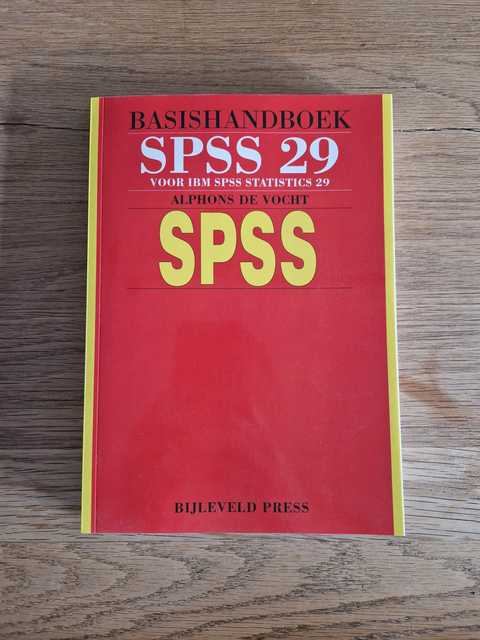 BASISHANDBOEK
SPSS 29
VOOR IBM SPSS STATISTICS 29
ALPHONS DE VOCHT
SPSS
BIJLEVELD PRESS